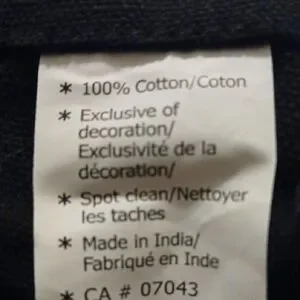 * 100% Cotton/Coton
* Exclusive of
decoration/
Exclusivité de la
décoration/
* Spot clean/Nettoyer
les taches
* Made in India/
Fabriqué en Inde
* CA # 07043